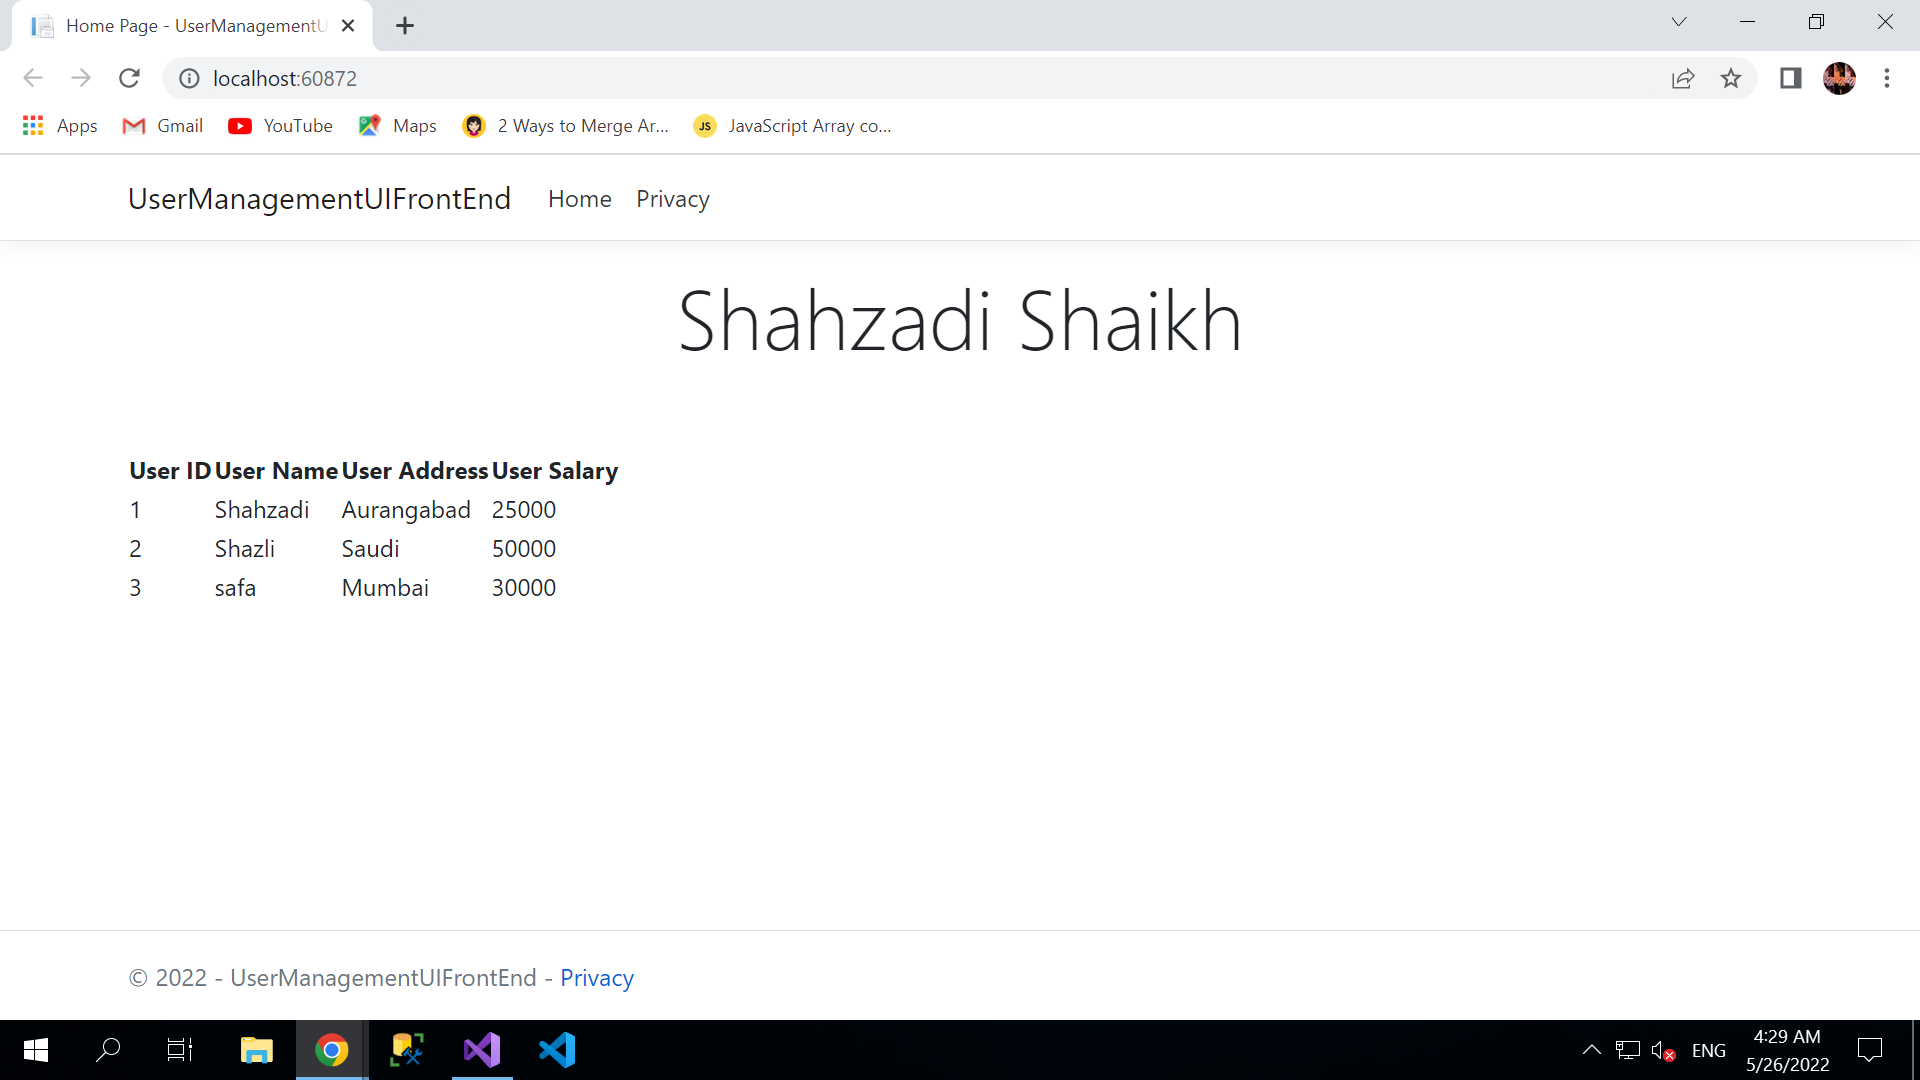 Home Page - UserManagementU
localhost:60872
Apps Gmail YouTube Maps 2 Ways to Merge Ar... JS JavaScript Array co...
UserManagementUIFrontEnd Home Privacy
Shahzadi Shaikh
User ID User Name User Address User Salary
1 Shahzadi Aurangabad 25000
2 Shazli Saudi 50000
3 safa Mumbai 30000
© 2022 - UserManagementUIFrontEnd - Privacy
ENG
4:29 AM
5/26/2022